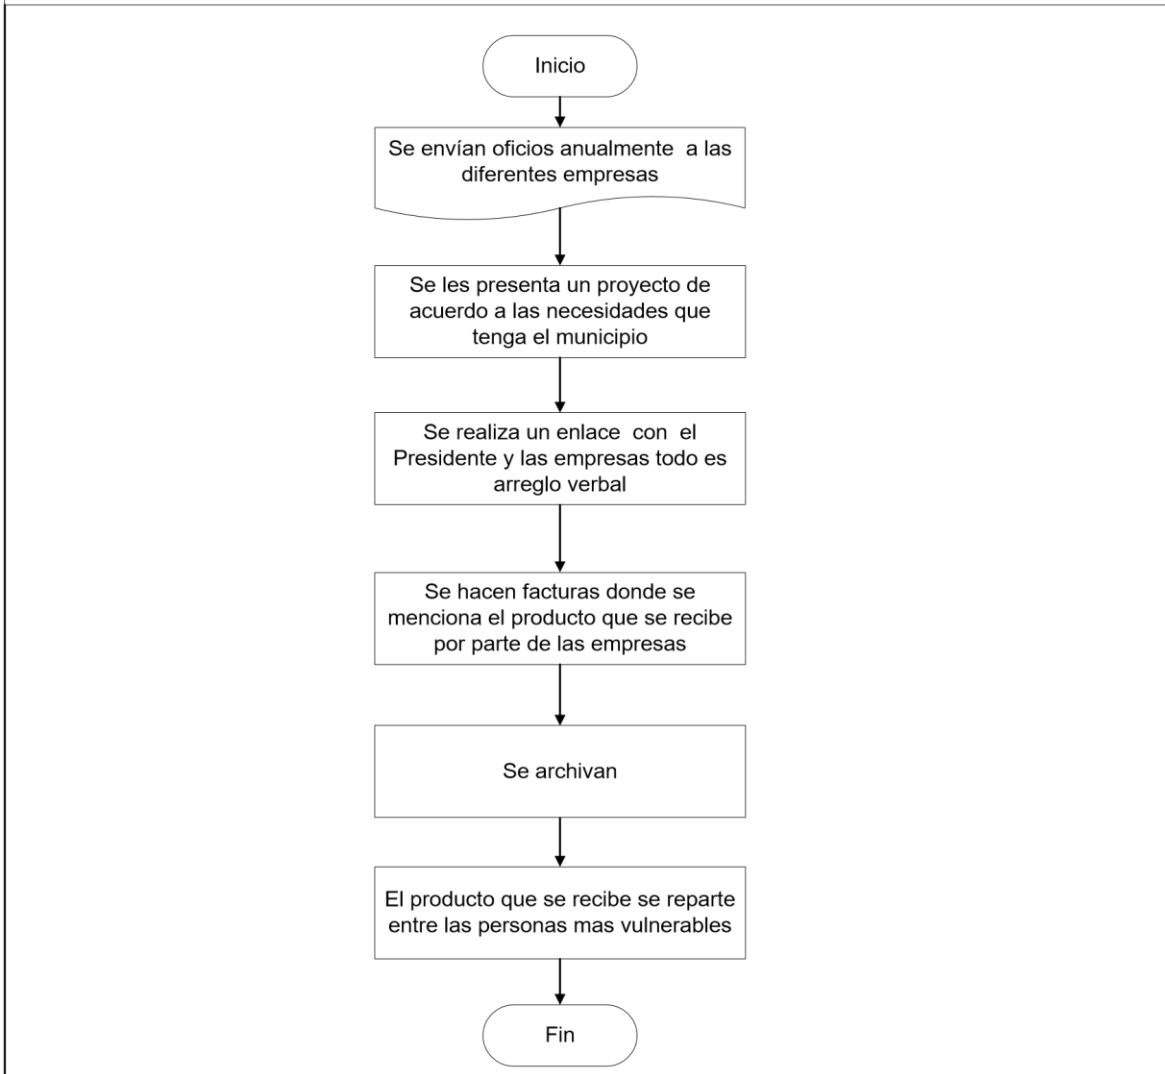 Inicio
Se envían oficios anualmente a las
diferentes empresas
Se les presenta un proyecto de
acuerdo a las necesidades que
tenga el municipio
Se realiza un enlace con el
Presidente y las empresas todo es
arreglo verbal
Se hacen facturas donde se
menciona el producto que se recibe
por parte de las empresas
Se archivan
El producto que se recibe se reparte
entre las personas mas vulnerables
Fin